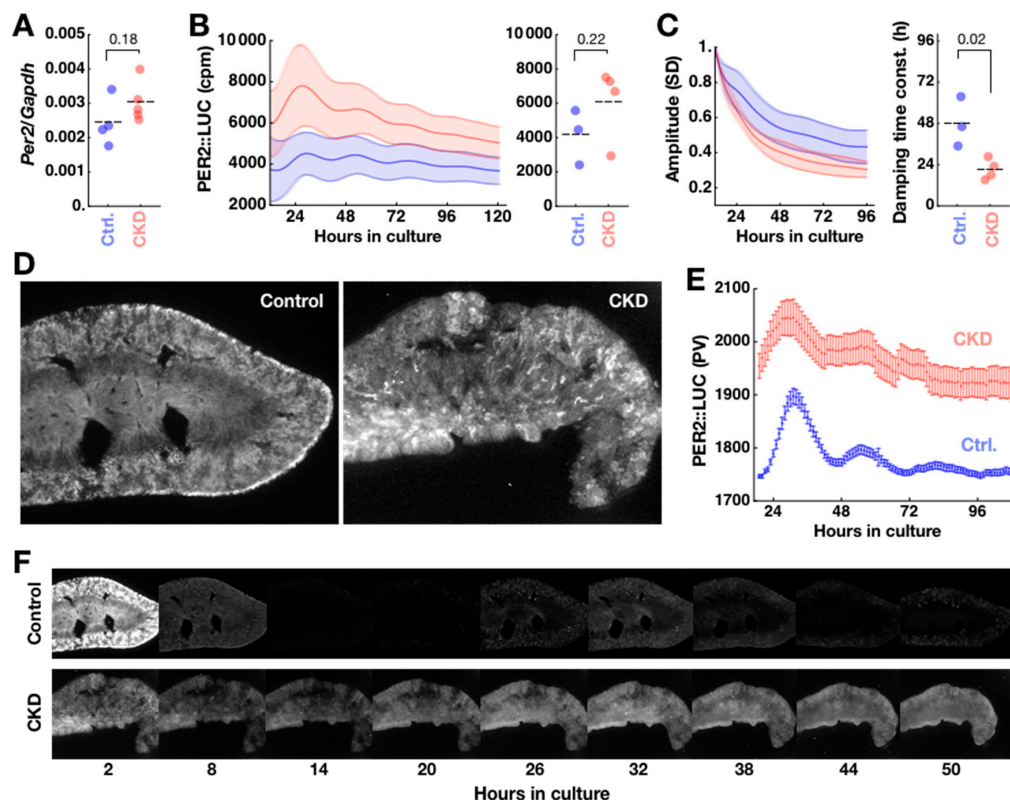 A
0.18
0.005
0.004
0.003
0.002
0.001
0.
Per2/Gapdh
Ctrl.
CKD
B
10 000
8000
6000
4000
2000
PER2::LUC (cpm)
24 48 72 96 120
Hours in culture
0.22
10 000
8000
6000
4000
2000
0
Ctrl.
CKD
C
1.
0.8
0.6
0.4
0.2
Amplitude (SD)
24 48 72 96
Hours in culture
0.02
96
72
48
24
0
Damping time const. (h)
Ctrl.
CKD
D
Control
CKD
E
2100
2000
1900
1800
1700
PER2::LUC (PV)
CKD
Ctrl.
24 48 72 96
Hours in culture
F
Control
CKD
2 8 14 20 26 32 38 44 50
Hours in culture